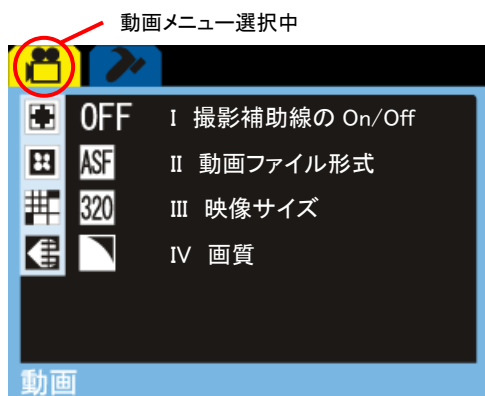 動画メニュー選択中
OFF I 撮影補助線の On/Off
ASF II 動画ファイル形式
320 III 映像サイズ
IV 画質
動画